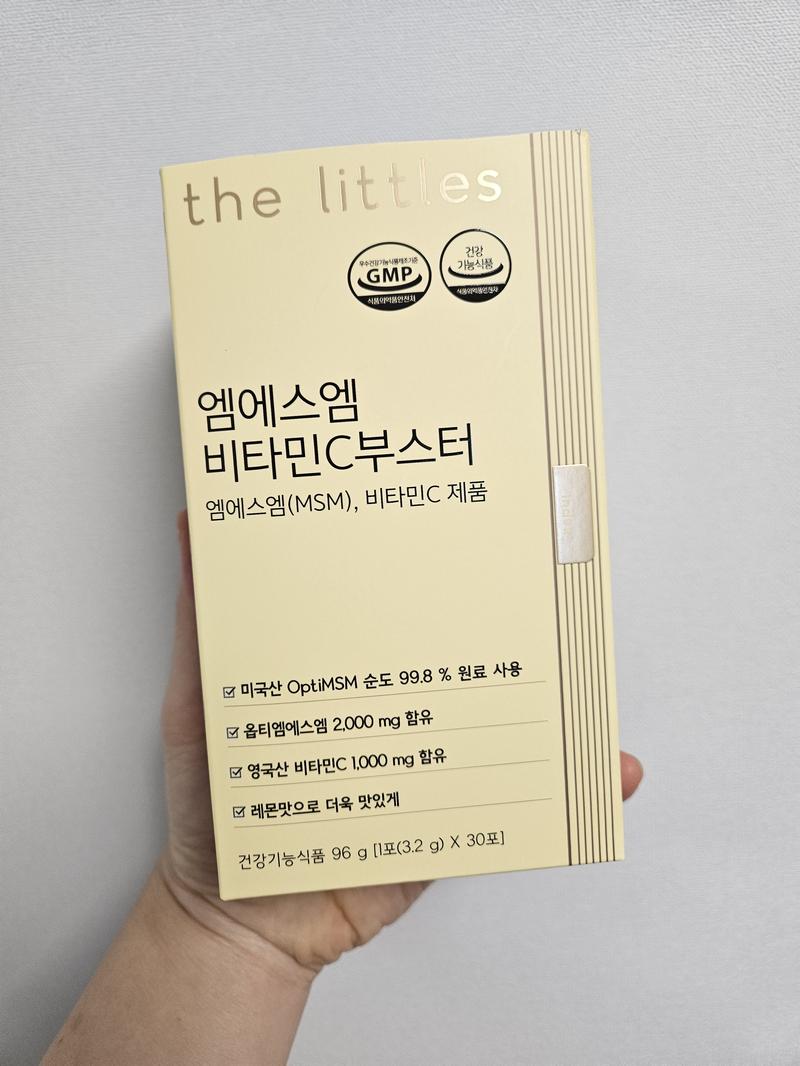 the littles
우수건강기능식품제조기준
GMP
식품의약품안전처
건강
기능식품
식품의약품안전처
엠에스엠
비타민C부스터
엠에스엠(MSM), 비타민C 제품
미국산 OptiMSM 순도 99.8 % 원료 사용
옵티엠에스엠 2,000 mg 함유
영국산 비타민C 1,000 mg 함유
레몬맛으로 더욱 맛있게
건강기능식품 96 g [1포(3.2 g) X 30포]